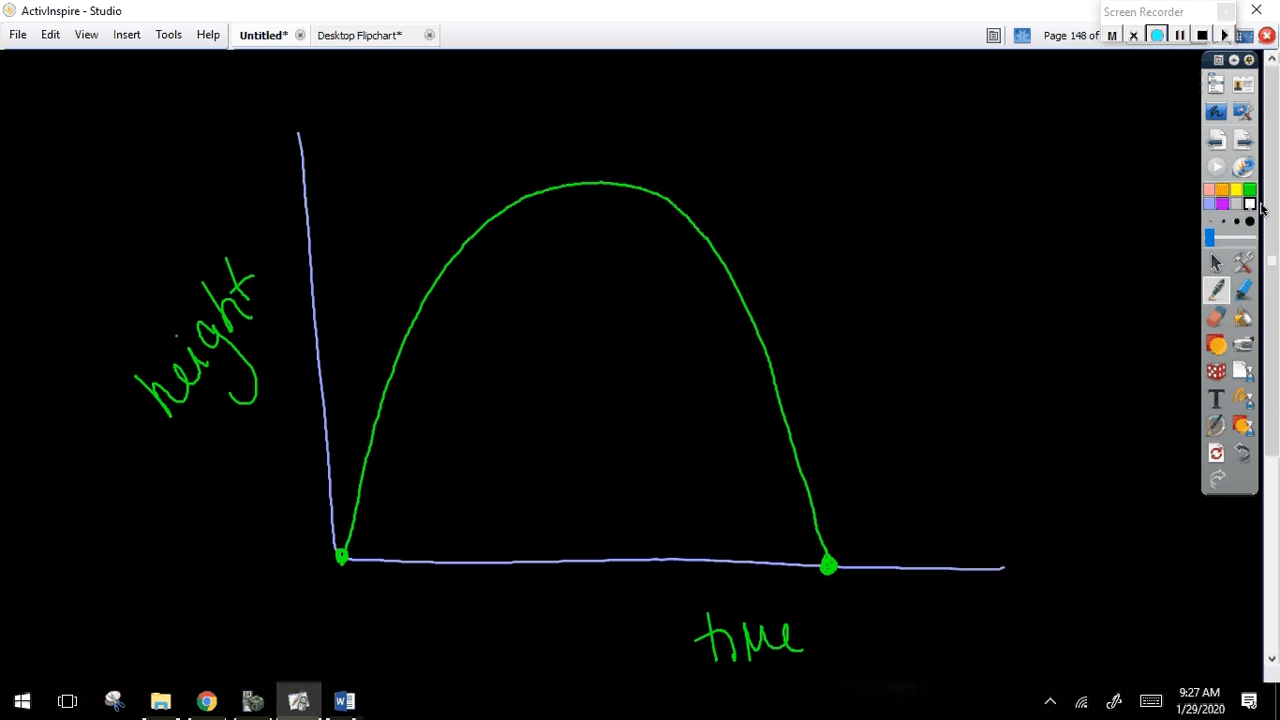 ActivInspire - Studio
Screen Recorder
File Edit View Insert Tools Help Untitled* Desktop Flipchart* Page 148 of
height
time
9:27 AM
1/29/2020